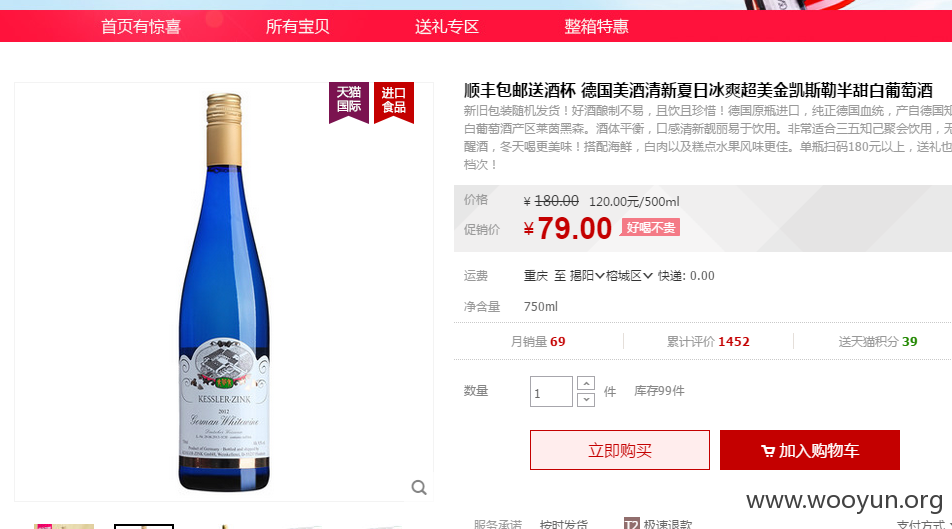 首页有惊喜 所有宝贝 送礼专区 整箱特惠
天猫
国际
进口
食品
顺丰包邮送酒杯 德国美酒清新夏日冰爽超美金凯斯勒半甜白葡萄酒
新旧包装随机发货！好酒酿制不易，且饮且珍惜！德国原瓶进口，纯正德国血统，产自德国知
白葡萄酒产区莱茵黑森。酒体平衡，口感清新靓丽易于饮用。非常适合三五知己聚会饮用，无
醒酒，冬天喝更美味！搭配海鲜，白肉以及糕点水果风味更佳。单瓶扫码180元以上，送礼也
档次！
价格 ¥ 180.00 120.00元/500ml
促销价 ¥ 79.00 好喝不贵
运费 重庆 至 揭阳 榕城区 快递: 0.00
净含量 750ml
月销量 69 累计评价 1452 送天猫积分 39
数量 1 件 库存99件
立即购买 加入购物车
KESSLER-ZINK
2012
German Whitewine
服务承诺 按时发货 极速退款 支付方式
www.wooyun.org